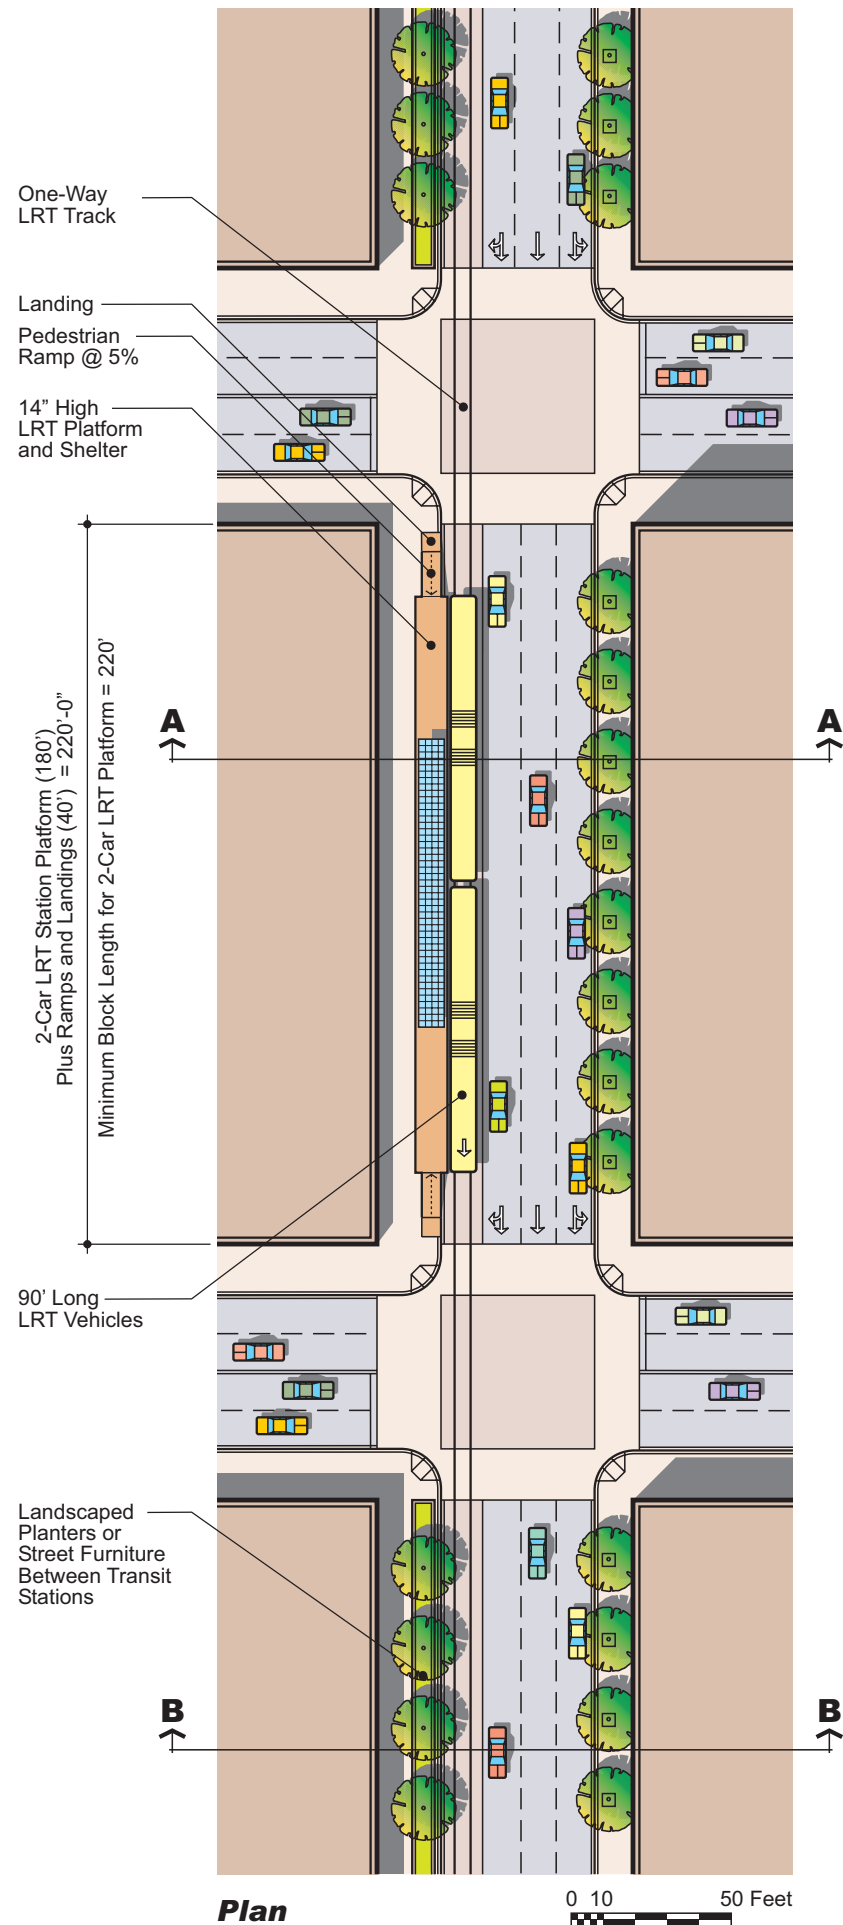 One-Way
LRT Track
Landing
Pedestrian
Ramp @ 5%
14” High
LRT Platform
and Shelter
A
A
2-Car LRT Station Platform (180’)
Plus Ramps and Landings (40’) = 220’-0”
Minimum Block Length for 2-Car LRT Platform = 220’
90’ Long
LRT Vehicles
Landscaped
Planters or
Street Furniture
Between Transit
Stations
B
B
Plan
0 10 50 Feet